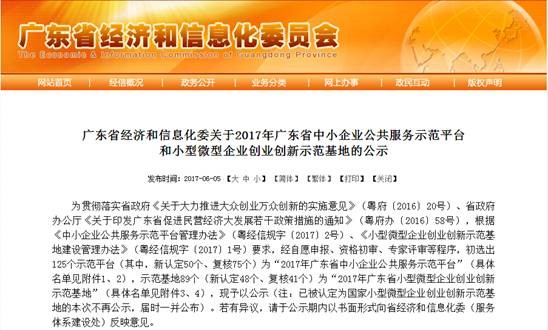 广东省经济和信息化委员会
The Economic & Information Commission of Guangdong Province
网站首页 经信概况 政务公开 业务分类 网上办事 政民互动 版权声明
广东省经济和信息化委关于2017年广东省中小企业公共服务示范平台
和小型微型企业创业创新示范基地的公示
发布时间：2017-06-05 【大 中 小】 【简体】 【繁体】 【打印】 【关闭】
为贯彻落实省政府《关于大力推进大众创业万众创新的实施意见》（粤府〔2016〕20号）、省政府
办公厅《关于印发广东省促进民营经济大发展若干政策措施的通知》（粤府办〔2016〕58号），根据
《中小企业公共服务示范平台管理办法》（粤经信规字〔2017〕2号）、《小型微型企业创业创新示范基
地建设管理办法》（粤经信规字〔2017〕1号）要求，经自愿申报、资格初审、专家评审等程序，初选出
125个示范平台（其中，新认定50个、复核75个）为“2017年广东省中小企业公共服务示范平台”（具体
名单见附件1、2），示范基地89个（新认定48个、复核41个）为“2017年广东省小型微型企业创业创新
示范基地”（具体名单见附件3、4），现予以公示（注：已被认定为国家小型微型企业创业创新示范基
地的本次不再公示，届时一并公布）。若有异议，请于公示期内以书面形式向省经济和信息化委（服务
体系建设处）反映意见。